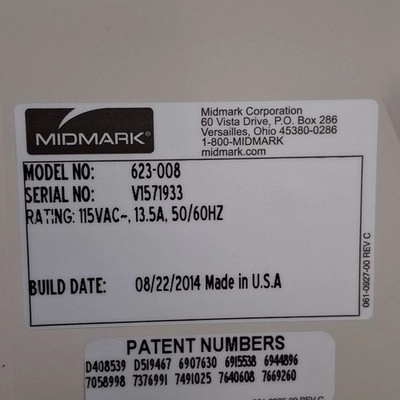 MIDMARK®
Midmark Corporation
60 Vista Drive, P.O. Box 286
Versailles, Ohio 45380-0286
1-800-MIDMARK
midmark.com
MODEL NO: 623-008
SERIAL NO: V1571933
RATING: 115VAC~, 13.5A, 50/60HZ
BUILD DATE: 08/22/2014 Made in U.S.A
061-0927-00 REV C
PATENT NUMBERS
D408539 D519467 6907630 6915538 6944896
7058998 7376991 7491025 7640608 7669260